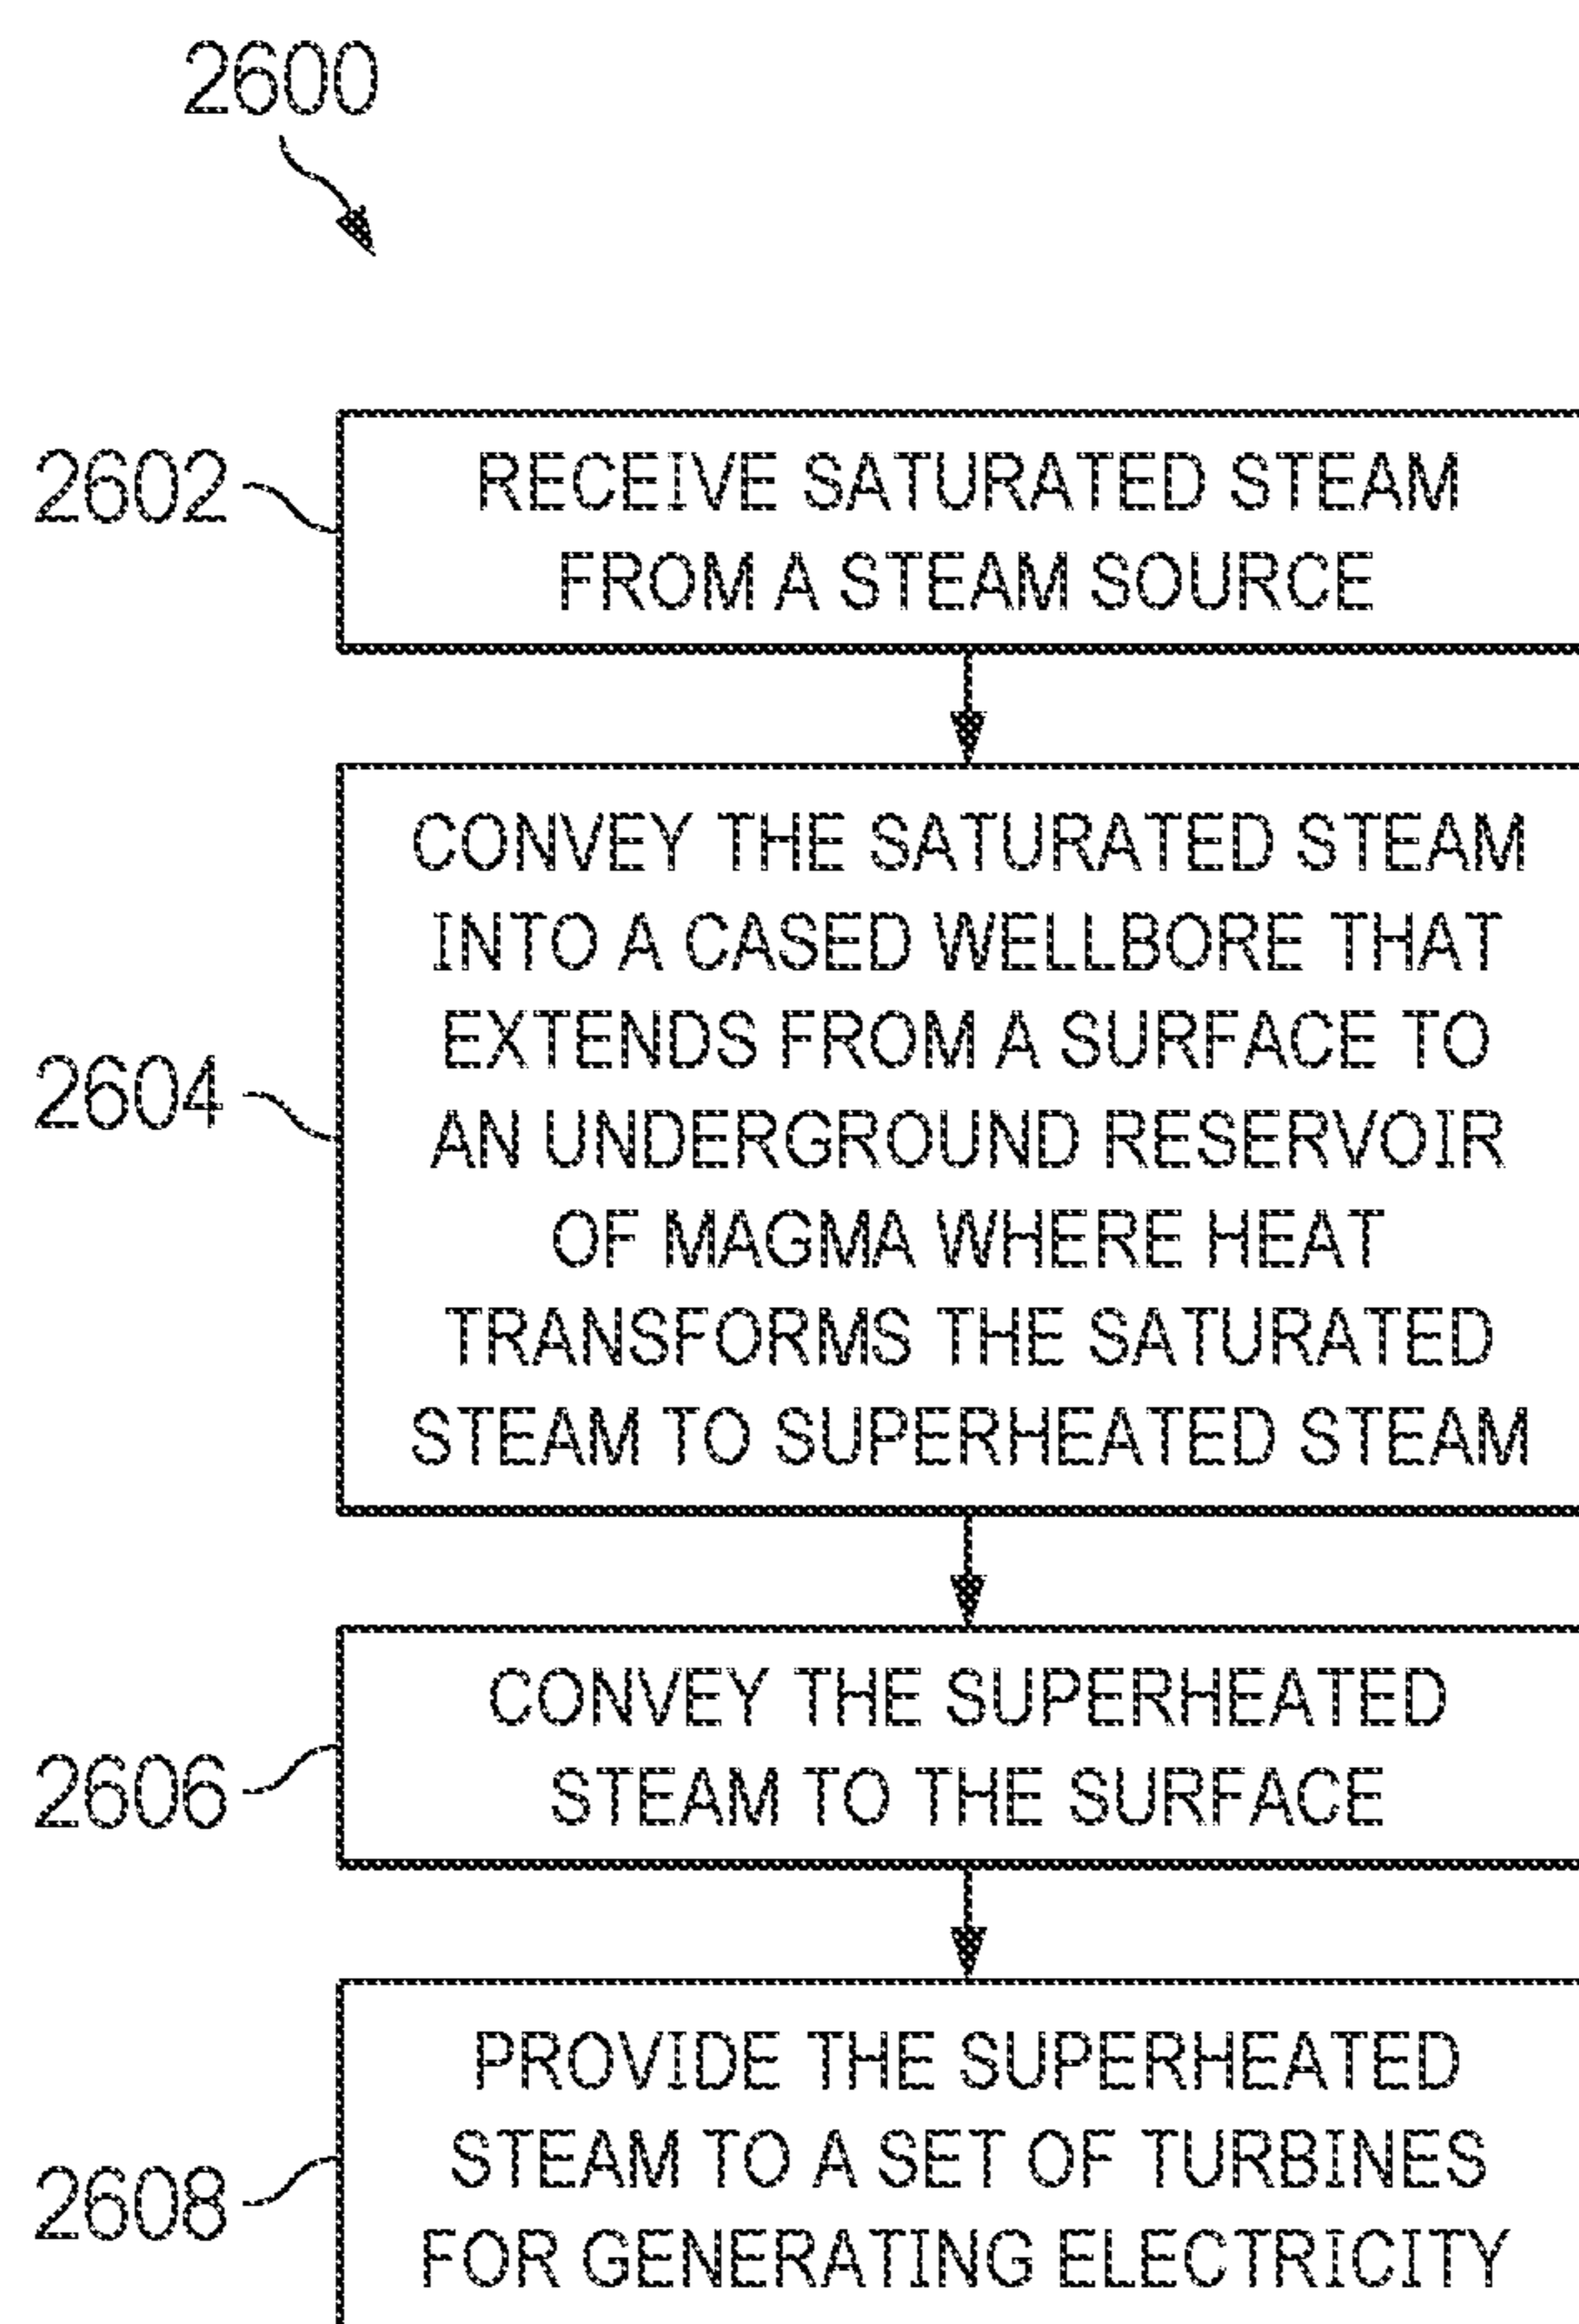 2600
2602
RECEIVE SATURATED STEAM
FROM A STEAM SOURCE
2604
CONVEY THE SATURATED STEAM
INTO A CASED WELLBORE THAT
EXTENDS FROM A SURFACE TO
AN UNDERGROUND RESERVOIR
OF MAGMA WHERE HEAT
TRANSFORMS THE SATURATED
STEAM TO SUPERHEATED STEAM
2606
CONVEY THE SUPERHEATED
STEAM TO THE SURFACE
2608
PROVIDE THE SUPERHEATED
STEAM TO A SET OF TURBINES
FOR GENERATING ELECTRICITY